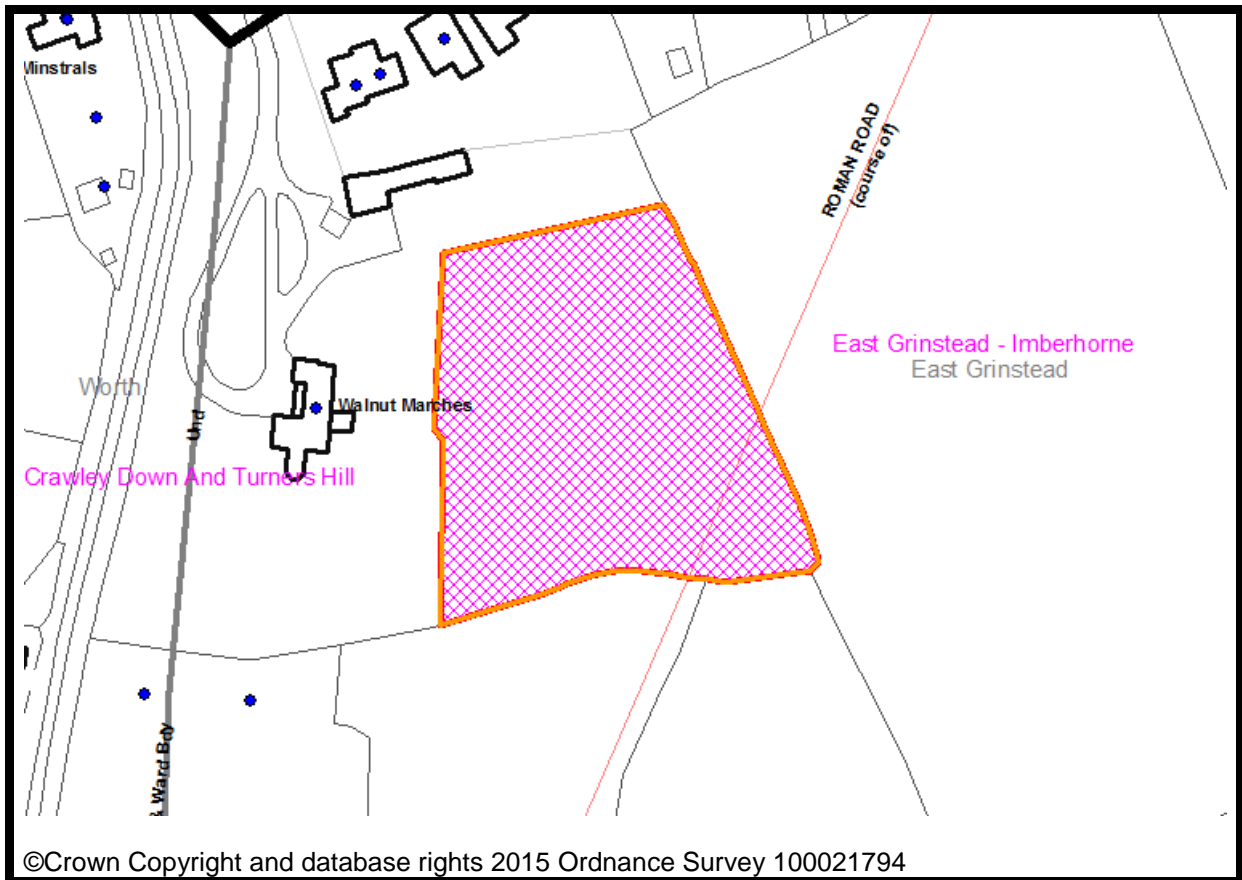 Minstrals
ROMAN ROAD
(course of)
East Grinstead - Imberhorne
East Grinstead
Worth
Walnut Marches
Und
Crawley Down And Turners Hill
& Ward Bdy
©Crown Copyright and database rights 2015 Ordnance Survey 100021794